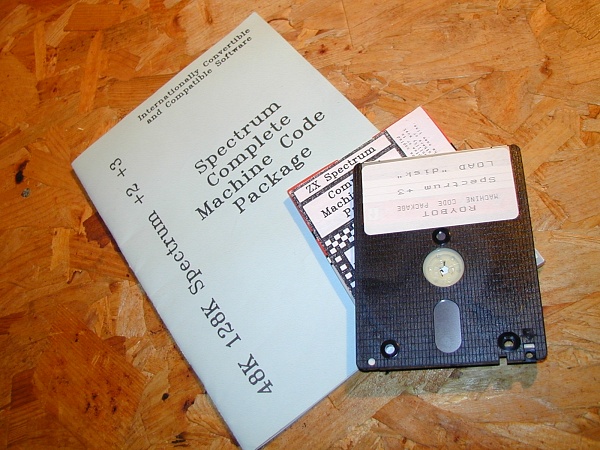 Internationally Convertible
and Compatible Software
Spectrum
Complete
Machine Code
Package
48K 128K Spectrum +2 +3
ZX Spectrum
Machine
ROYBOT
MACHINE CODE PACKAGE
Spectrum +3
LOAD "disk"